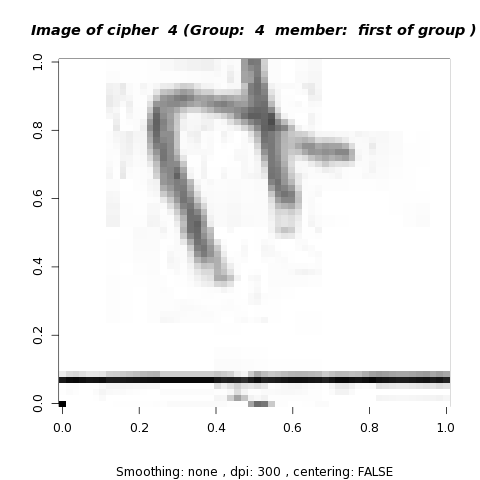 Image of cipher 4 (Group: 4 member: first of group )
1.0
0.8
0.6
0.4
0.2
0.0
0.0 0.2 0.4 0.6 0.8 1.0
Smoothing: none , dpi: 300 , centering: FALSE